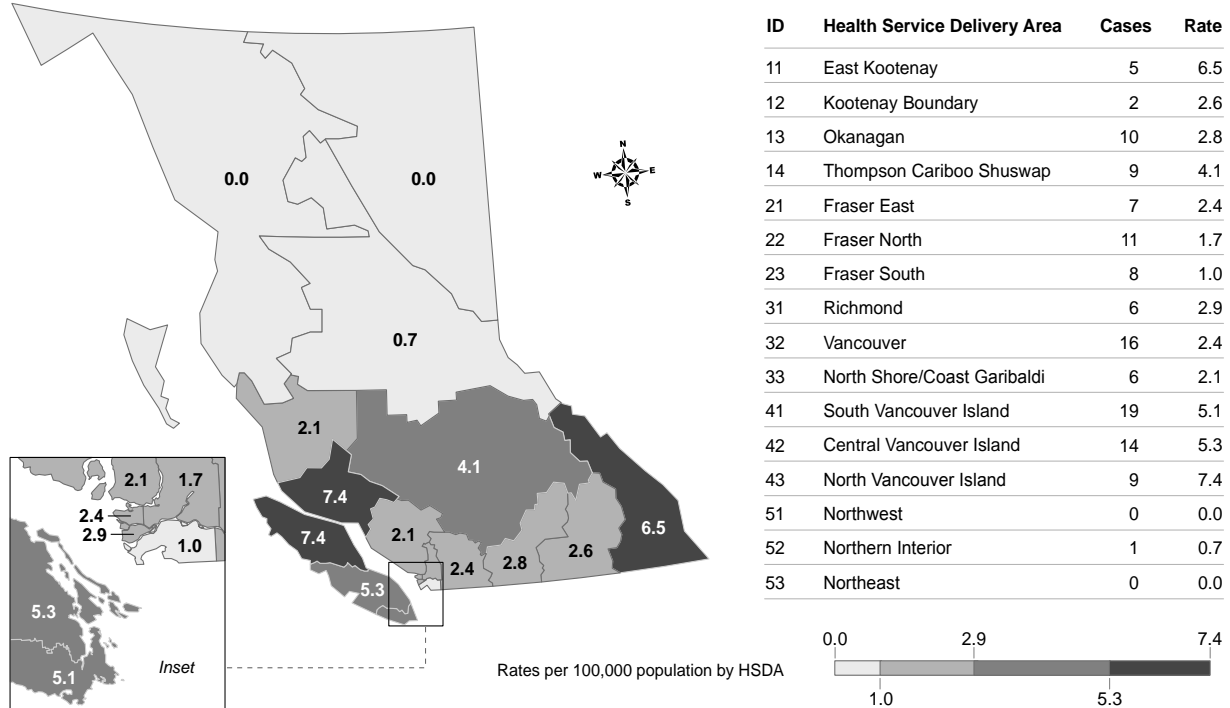 ID Health Service Delivery Area Cases Rate
11 East Kootenay 5 6.5
12 Kootenay Boundary 2 2.6
13 Okanagan 10 2.8
14 Thompson Cariboo Shuswap 9 4.1
21 Fraser East 7 2.4
22 Fraser North 11 1.7
23 Fraser South 8 1.0
31 Richmond 6 2.9
32 Vancouver 16 2.4
33 North Shore/Coast Garibaldi 6 2.1
41 South Vancouver Island 19 5.1
42 Central Vancouver Island 14 5.3
43 North Vancouver Island 9 7.4
51 Northwest 0 0.0
52 Northern Interior 1 0.7
53 Northeast 0 0.0
N
W E
S
0.0
0.0
0.7
2.1
4.1
7.4
7.4
2.1
6.5
2.6
2.8
2.4
5.3
2.1
1.7
2.4
2.9
1.0
5.3
5.1
Inset
Rates per 100,000 population by HSDA
0.0 2.9 7.4
1.0 5.3